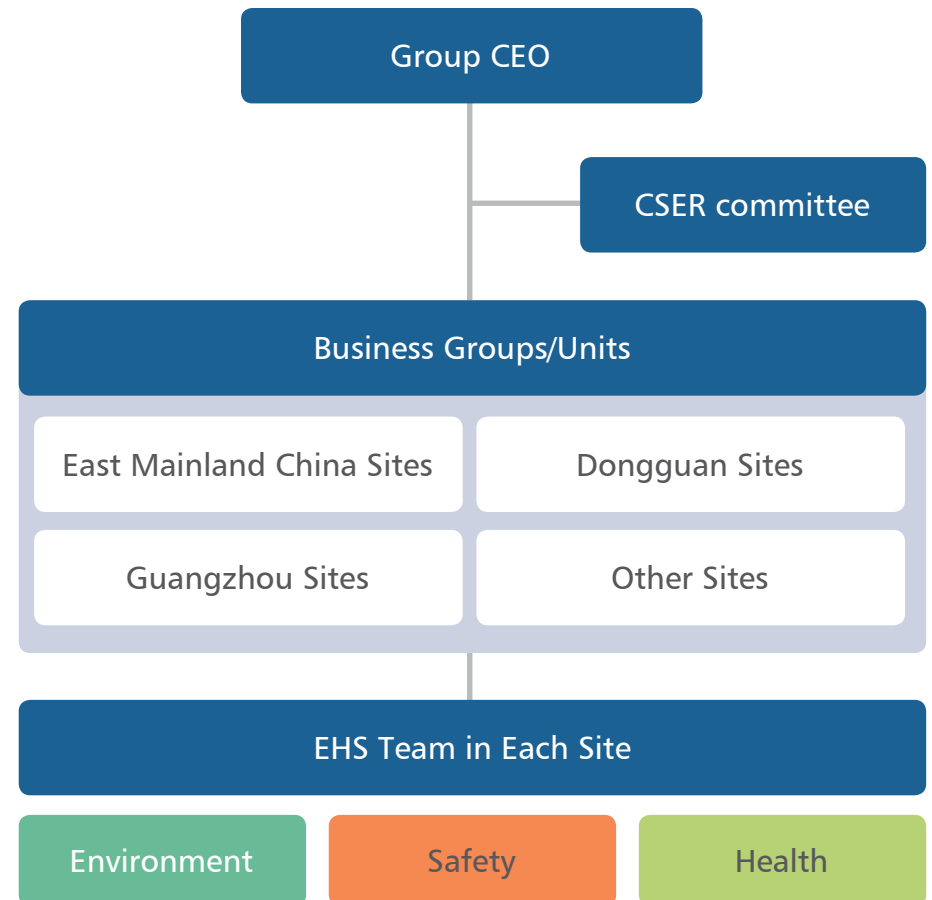 Group CEO
CSER committee
Business Groups/Units
East Mainland China Sites
Dongguan Sites
Guangzhou Sites
Other Sites
EHS Team in Each Site
Environment
Safety
Health